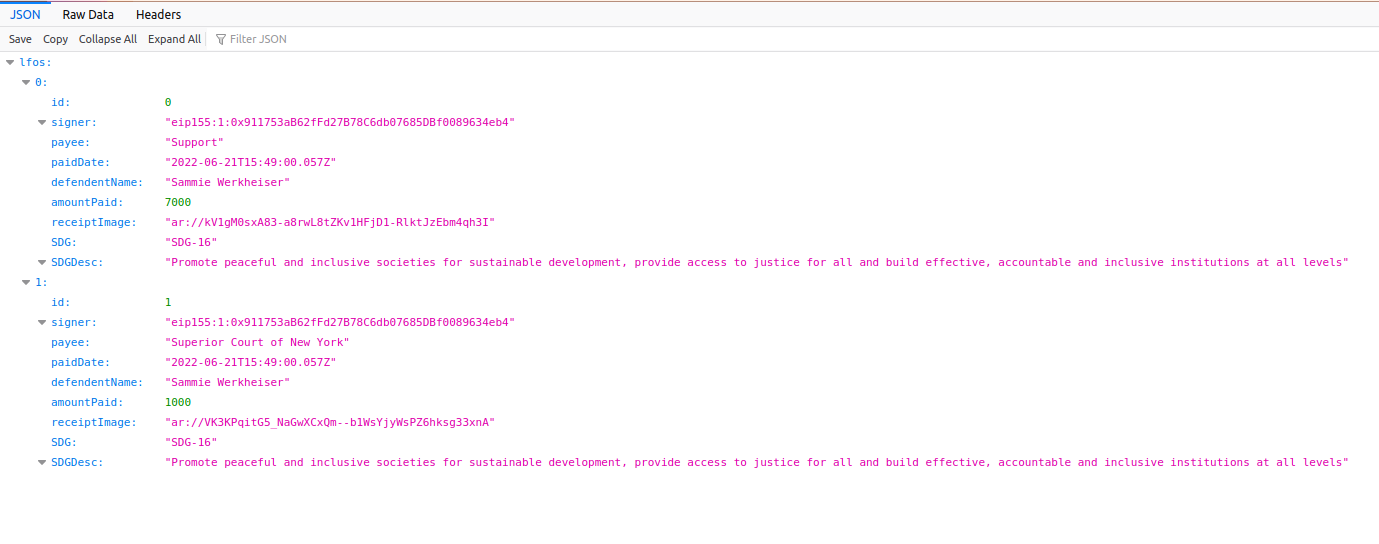 JSON Raw Data Headers
Save Copy Collapse All Expand All Filter JSON
lfos:
0:
id: 0
signer: "eip155:1:0x911753aB62fFd27B78C6db07685DBf0089634eb4"
payee: "Support"
paidDate: "2022-06-21T15:49:00.057Z"
defendentName: "Sammie Werkheiser"
amountPaid: 7000
receiptImage: "ar://kV1gM0sxA83-a8rwL8tZKv1HFjD1-RlktJzEbm4qh3I"
SDG: "SDG-16"
SDGDesc: "Promote peaceful and inclusive societies for sustainable development, provide access to justice for all and build effective, accountable and inclusive institutions at all levels"
1:
id: 1
signer: "eip155:1:0x911753aB62fFd27B78C6db07685DBf0089634eb4"
payee: "Superior Court of New York"
paidDate: "2022-06-21T15:49:00.057Z"
defendentName: "Sammie Werkheiser"
amountPaid: 1000
receiptImage: "ar://VK3KPqitG5_NaGwXCxQm--b1WsYjyWsPZ6hksg33xnA"
SDG: "SDG-16"
SDGDesc: "Promote peaceful and inclusive societies for sustainable development, provide access to justice for all and build effective, accountable and inclusive institutions at all levels"